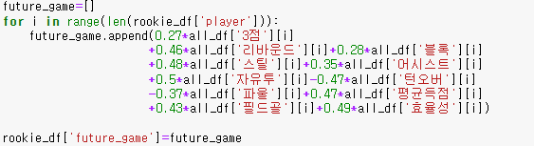 future_game=[]
for i in range(len(rookie_df['player'])):
    future_game.append(0.27*all_df['3점'][i]
                      +0.46*all_df['리바운드'][i]+0.28*all_df['블록'][i]
                      +0.48*all_df['스틸'][i]+0.35*all_df['어시스트'][i]
                      +0.5*all_df['자유투'][i]-0.47*all_df['턴오버'][i]
                      -0.37*all_df['파울'][i]+0.47*all_df['평균득점'][i]
                      +0.43*all_df['필드골'][i]+0.49*all_df['효율성'][i])
rookie_df['future_game']=future_game